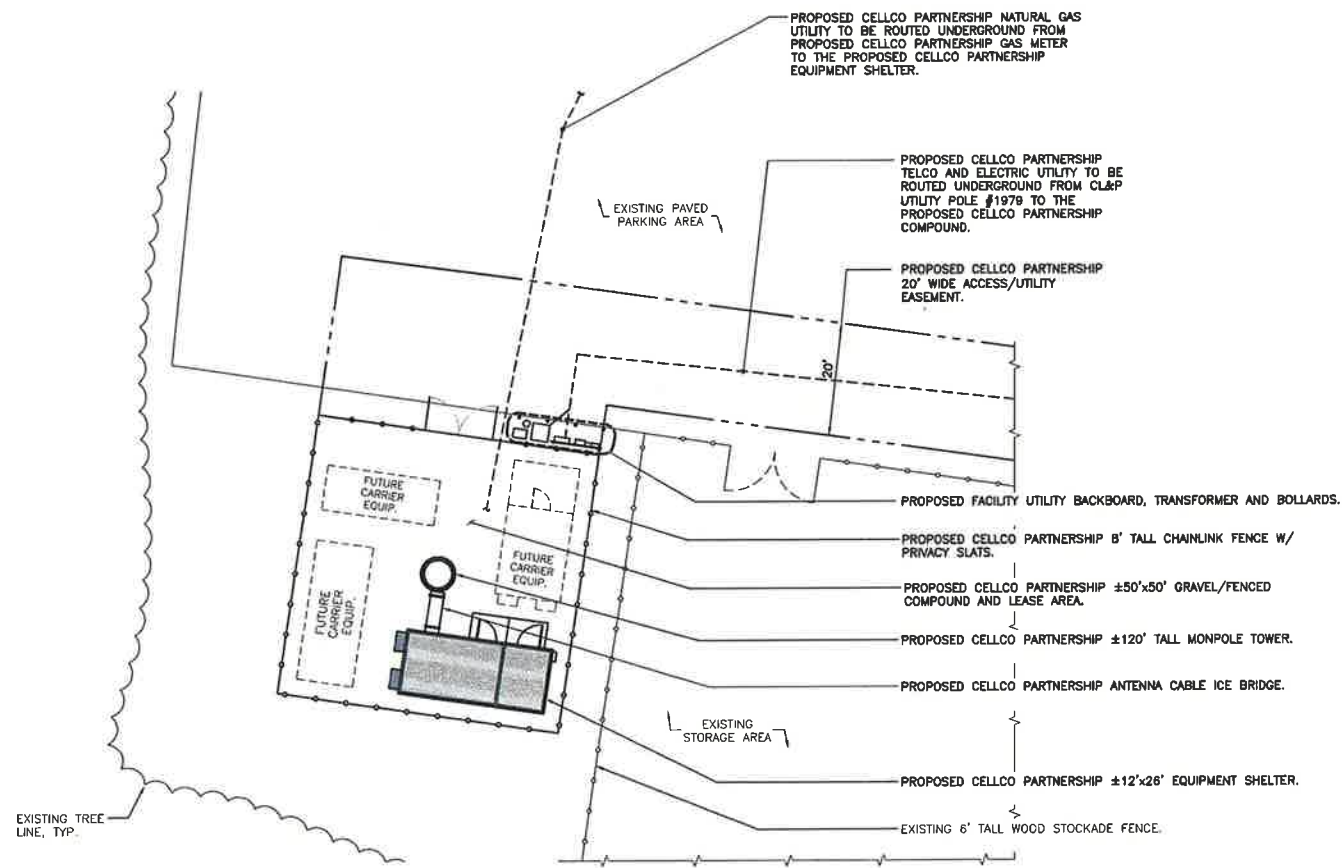 PROPOSED CELLCO PARTNERSHIP NATURAL GAS
UTILITY TO BE ROUTED UNDERGROUND FROM
PROPOSED CELLCO PARTNERSHIP GAS METER
TO THE PROPOSED CELLCO PARTNERSHIP
EQUIPMENT SHELTER.
PROPOSED CELLCO PARTNERSHIP
TELCO AND ELECTRIC UTILITY TO BE
ROUTED UNDERGROUND FROM CL&P
UTILITY POLE #1979 TO THE
PROPOSED CELLCO PARTNERSHIP
COMPOUND.
EXISTING PAVED
PARKING AREA
PROPOSED CELLCO PARTNERSHIP
20' WIDE ACCESS/UTILITY
EASEMENT.
20'
FUTURE
CARRIER
EQUIP.
FUTURE
CARRIER
EQUIP.
FUTURE
CARRIER
EQUIP.
PROPOSED FACILITY UTILITY BACKBOARD, TRANSFORMER AND BOLLARDS.
PROPOSED CELLCO PARTNERSHIP 8' TALL CHAINLINK FENCE W/
PRIVACY SLATS.
PROPOSED CELLCO PARTNERSHIP ±50'x50' GRAVEL/FENCED
COMPOUND AND LEASE AREA.
PROPOSED CELLCO PARTNERSHIP ±120' TALL MONPOLE TOWER.
PROPOSED CELLCO PARTNERSHIP ANTENNA CABLE ICE BRIDGE.
EXISTING
STORAGE AREA
PROPOSED CELLCO PARTNERSHIP ±12'x26' EQUIPMENT SHELTER.
EXISTING TREE
LINE, TYP.
EXISTING 6' TALL WOOD STOCKADE FENCE.